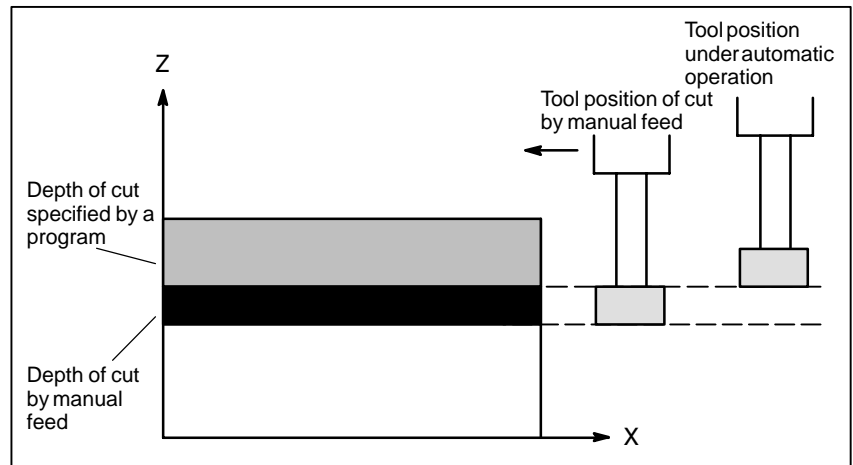 Tool position
under automatic
operation
Z
Tool position of cut
by manual feed
Depth of cut
specified by a
program
Depth of cut
by manual
feed
X